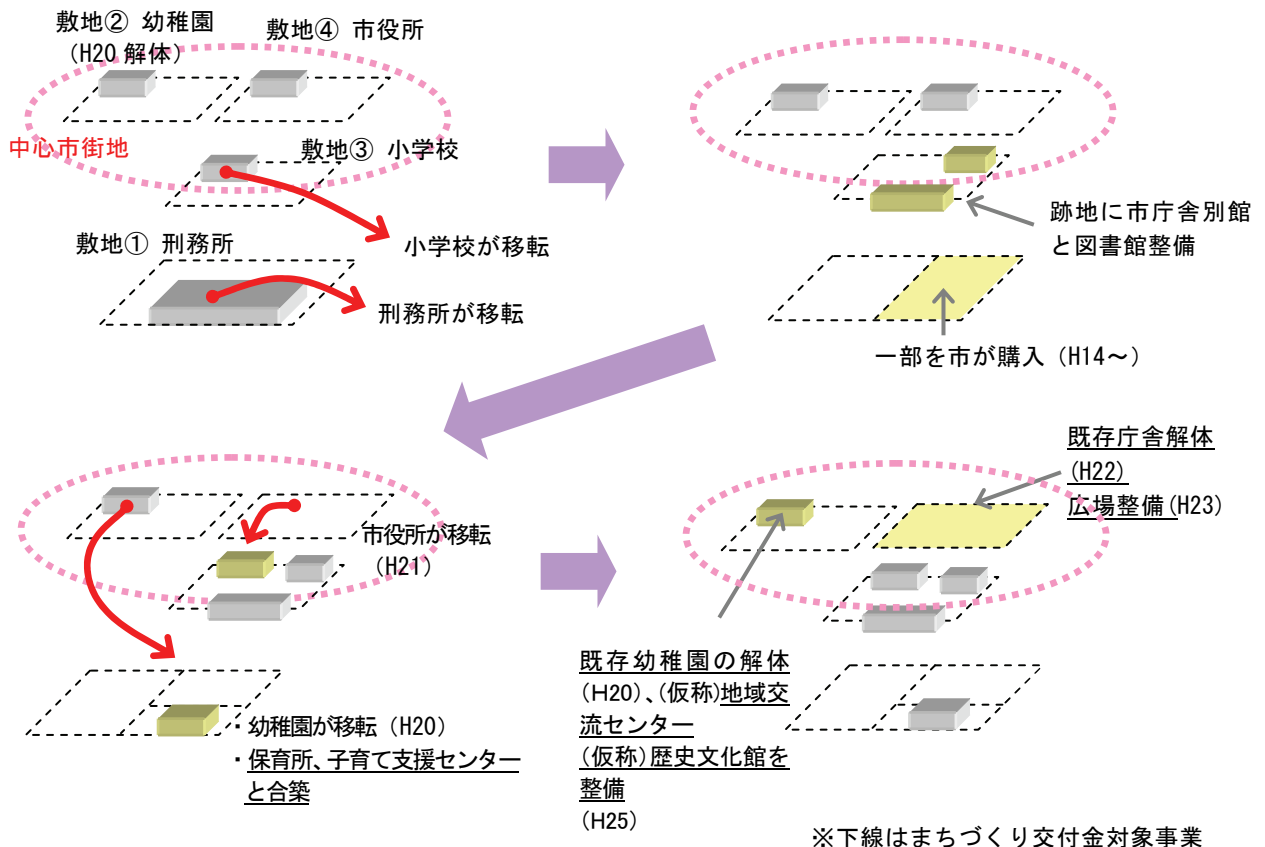 敷地② 幼稚園
(H20 解体)
敷地④ 市役所
中心市街地
敷地③ 小学校
敷地① 刑務所
小学校が移転
刑務所が移転
跡地に市庁舎別館
と図書館整備
一部を市が購入（H14～）
市役所が移転
(H21)
・幼稚園が移転（H20）
・保育所、子育て支援センター
と合築
既存庁舎解体
(H22)
広場整備(H23)
既存幼稚園の解体
(H20)、(仮称)地域交
流センター
(仮称)歴史文化館を
整備
(H25)
※下線はまちづくり交付金対象事業